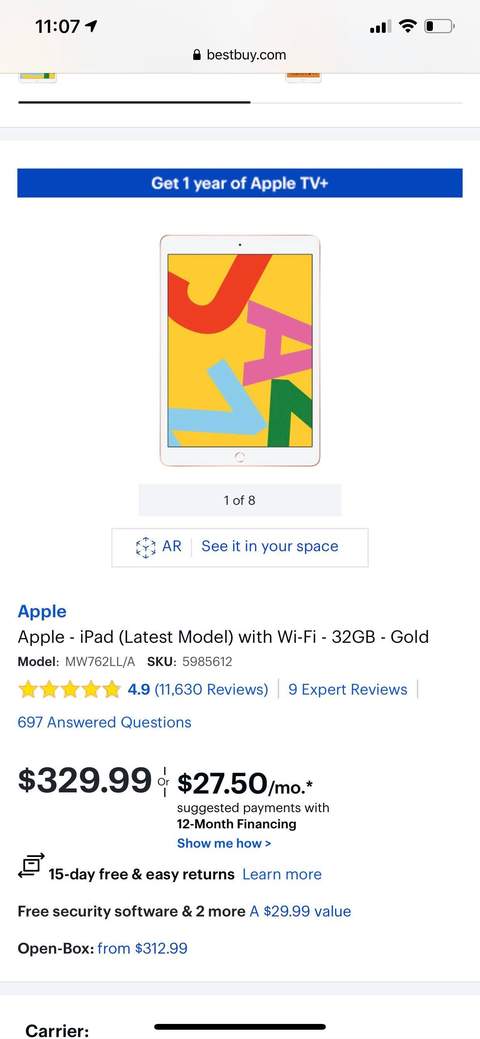 11:07
bestbuy.com
Get 1 year of Apple TV+
1 of 8
AR See it in your space
Apple
Apple - iPad (Latest Model) with Wi-Fi - 32GB - Gold
Model: MW762LL/A SKU: 5985612
4.9 (11,630 Reviews) 9 Expert Reviews
697 Answered Questions
$329.99 Or $27.50/mo.*
suggested payments with
12-Month Financing
Show me how >
15-day free & easy returns Learn more
Free security software & 2 more A $29.99 value
Open-Box: from $312.99
Carrier: